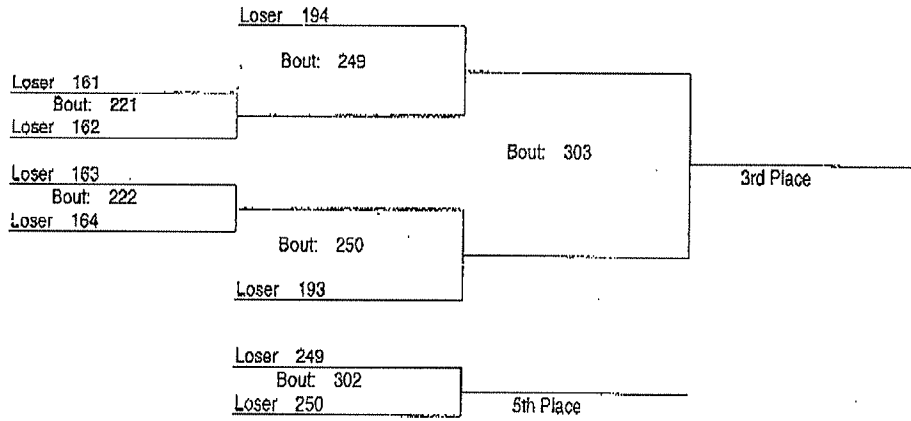 Loser 194
Bout: 249
Loser 161
Bout: 221
Loser 162
Bout: 303
Loser 163
Bout: 222
Loser 164
3rd Place
Bout: 250
Loser 193
Loser 249
Bout: 302
Loser 250
5th Place